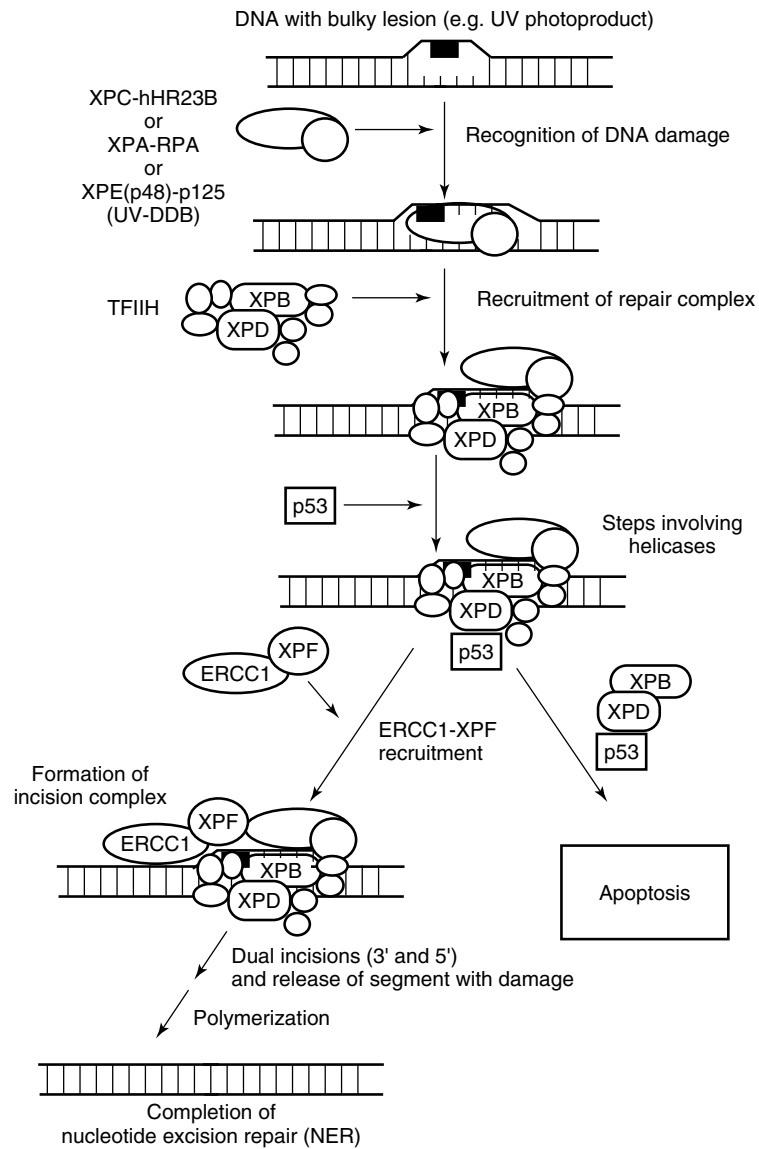 DNA with bulky lesion (e.g. UV photoproduct)
XPC-hHR23B
or
XPA-RPA
or
XPE(p48)-p125
(UV-DDB)
Recognition of DNA damage
TFIIH
XPB
XPD
Recruitment of repair complex
XPB
XPD
p53
Steps involving
helicases
XPB
XPD
p53
XPF
ERCC1
XPB
XPD
p53
ERCC1-XPF
recruitment
Formation of
incision complex
XPF
ERCC1
XPB
XPD
Apoptosis
Dual incisions (3' and 5')
and release of segment with damage
Polymerization
Completion of
nucleotide excision repair (NER)